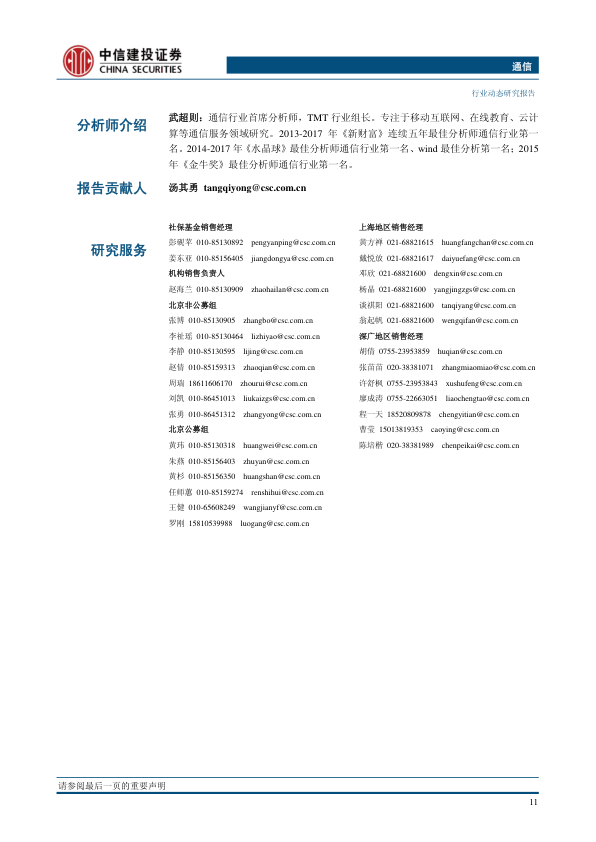 中信建投证券
CHINA SECURITIES
通信
行业动态研究报告
分析师介绍
武超则：通信行业首席分析师，TMT 行业组长。专注于移动互联网、在线教育、云计
算等通信服务领域研究。2013-2017 年《新财富》连续五年最佳分析师通信行业第一
名。2014-2017 年《水晶球》最佳分析师通信行业第一名、wind 最佳分析第一名；2015
年《金牛奖》最佳分析师通信行业第一名。
报告贡献人
汤其勇 tangqiyong@csc.com.cn
研究服务
社保基金销售经理
彭砚苹 010-85130892 pengyanping@csc.com.cn
姜东亚 010-85156405 jiangdongya@csc.com.cn
机构销售负责人
赵海兰 010-85130909 zhaohailan@csc.com.cn
北京非公募组
张博 010-85130905 zhangbo@csc.com.cn
李祉瑶 010-85130464 lizhiyao@csc.com.cn
李静 010-85130595 lijing@csc.com.cn
赵倩 010-85159313 zhaoqian@csc.com.cn
周瑞 18611606170 zhourui@csc.com.cn
刘凯 010-86451013 liukaizgs@csc.com.cn
张勇 010-86451312 zhangyong@csc.com.cn
北京公募组
黄玮 010-85130318 huangwei@csc.com.cn
朱燕 010-85156403 zhuyan@csc.com.cn
黄杉 010-85156350 huangshan@csc.com.cn
任师蕙 010-85159274 renshihui@csc.com.cn
王健 010-65608249 wangjianyf@csc.com.cn
罗刚 15810539988 luogang@csc.com.cn
上海地区销售经理
黄方禅 021-68821615 huangfangchan@csc.com.cn
戴悦放 021-68821617 daiyuefang@csc.com.cn
邓欣 021-68821600 dengxin@csc.com.cn
杨晶 021-68821600 yangjingzgs@csc.com.cn
谈祺阳 021-68821600 tanqiyang@csc.com.cn
翁起帆 021-68821600 wengqifan@csc.com.cn
深广地区销售经理
胡倩 0755-23953859 huqian@csc.com.cn
张苗苗 020-38381071 zhangmiaomiao@csc.com.cn
许舒枫 0755-23953843 xushufeng@csc.com.cn
廖成涛 0755-22663051 liaochengtao@csc.com.cn
程一天 18520809878 chengyitian@csc.com.cn
曹莹 15013819353 caoying@csc.com.cn
陈培楷 020-38381989 chenpeikai@csc.com.cn
请参阅最后一页的重要声明
11